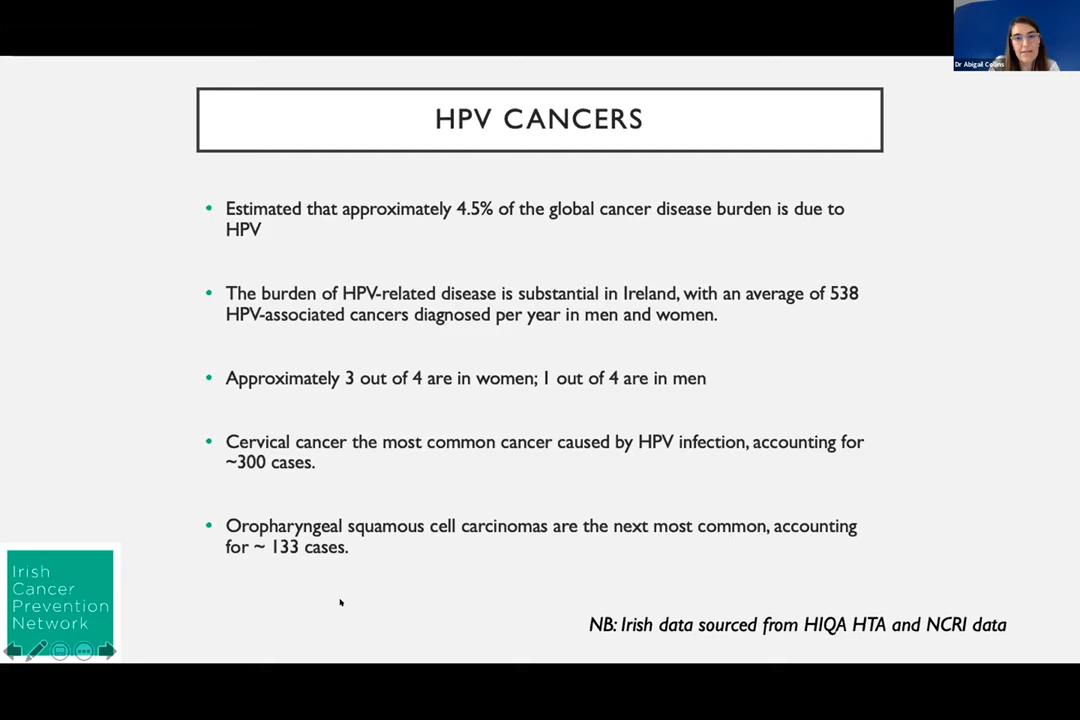 Dr Abigail Collins
HPV CANCERS
• Estimated that approximately 4.5% of the global cancer disease burden is due to
HPV
• The burden of HPV-related disease is substantial in Ireland, with an average of 538
HPV-associated cancers diagnosed per year in men and women.
• Approximately 3 out of 4 are in women; 1 out of 4 are in men
• Cervical cancer the most common cancer caused by HPV infection, accounting for
~300 cases.
• Oropharyngeal squamous cell carcinomas are the next most common, accounting
for ~ 133 cases.
Irish
Cancer
Prevention
Network
NB: Irish data sourced from HIQA HTA and NCRI data